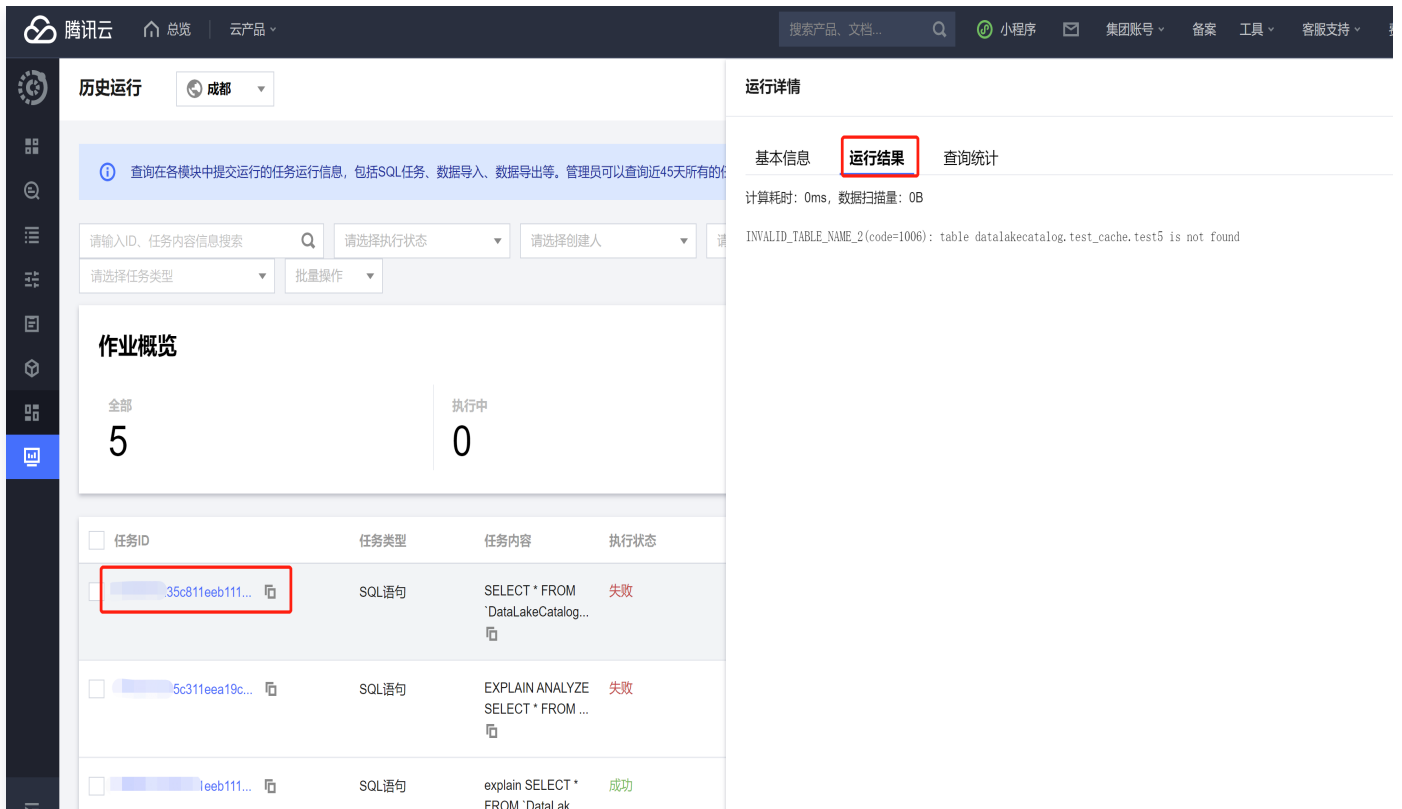 腾讯云 总览 云产品 搜索产品、文档... 小程序 集团账号 备案 工具 客服支持
历史运行 成都
运行详情
基本信息 运行结果 查询统计
计算耗时：0ms，数据扫描量：0B
INVALID_TABLE_NAME_2(code=1006): table datalakecatalog.test_cache.test5 is not found
查询在各模块中提交运行的任务运行信息，包括SQL任务、数据导入、数据导出等。管理员可以查询近45天所有的
请输入ID、任务内容信息搜索 请选择执行状态 请选择创建人
请选择任务类型 批量操作
作业概览
全部 执行中
5 0
任务ID 任务类型 任务内容 执行状态
35c811eeb111... SQL语句 SELECT * FROM 失败
`DataLakeCatalog...
5c311eea19c... SQL语句 EXPLAIN ANALYZE 失败
SELECT * FROM ...
1eeb111... SQL语句 explain SELECT * 成功
FROM `DataLak